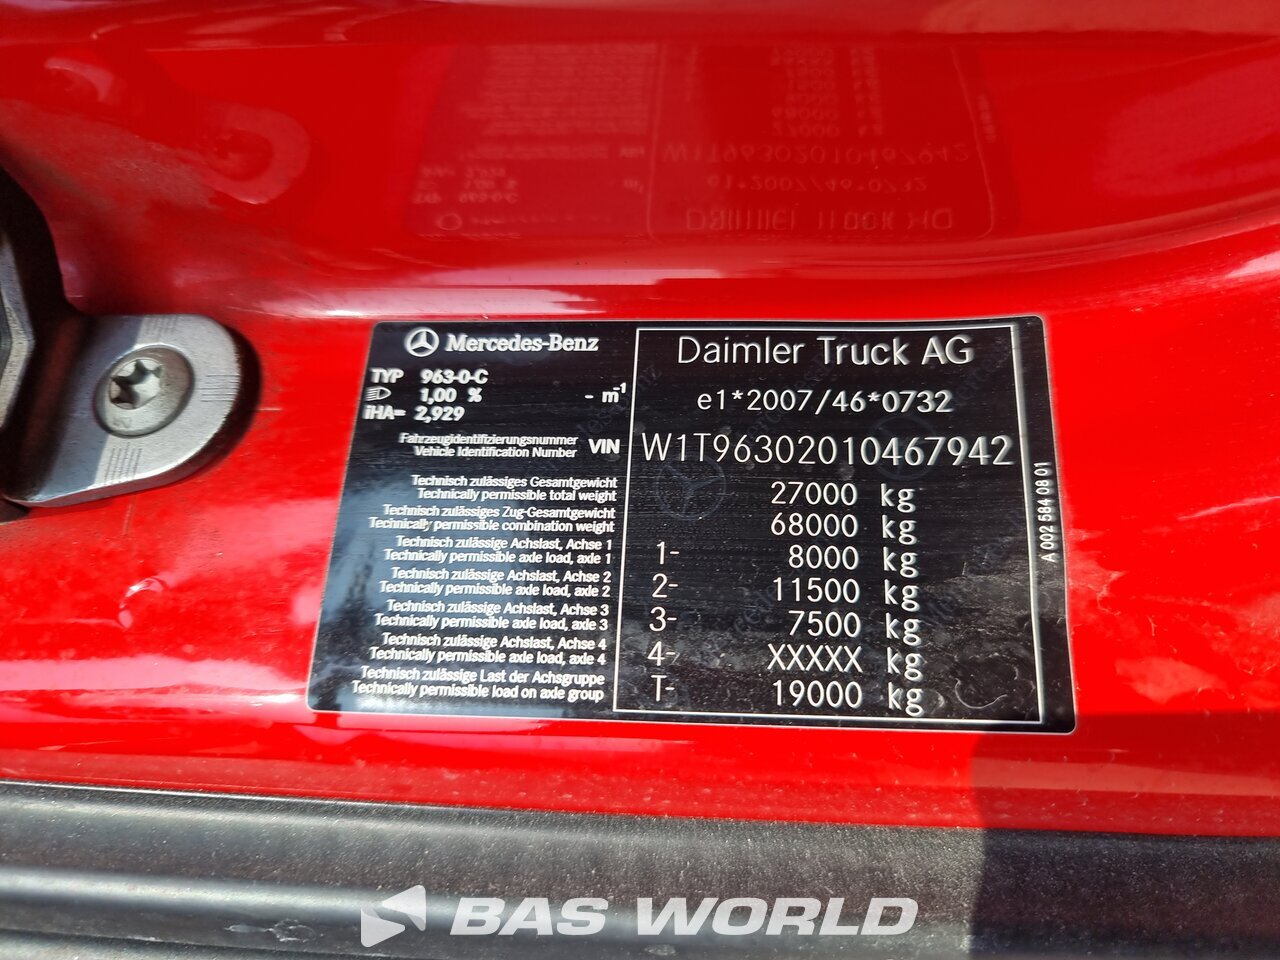 Mercedes-Benz
Daimler Truck AG
TYP 963-0-C
1,00 % - m⁻¹
iHA= 2,929
e1*2007/46*0732
Fahrzeugidentifizierungsnummer
Vehicle Identification Number VIN W1T96302010467942
Technisch zulässiges Gesamtgewicht
Technically permissible total weight 27000 kg
Technisch zulässiges Zug-Gesamtgewicht
Technically permissible combination weight 68000 kg
Technisch zulässige Achslast, Achse 1
Technically permissible axle load, axle 1 1- 8000 kg
Technisch zulässige Achslast, Achse 2
Technically permissible axle load, axle 2 2- 11500 kg
Technisch zulässige Achslast, Achse 3
Technically permissible axle load, axle 3 3- 7500 kg
Technisch zulässige Achslast, Achse 4
Technically permissible axle load, axle 4 4- XXXXX kg
Technisch zulässige Last der Achsgruppe
Technically permissible load on axle group T- 19000 kg
A 002 584 08 01
BAS WORLD